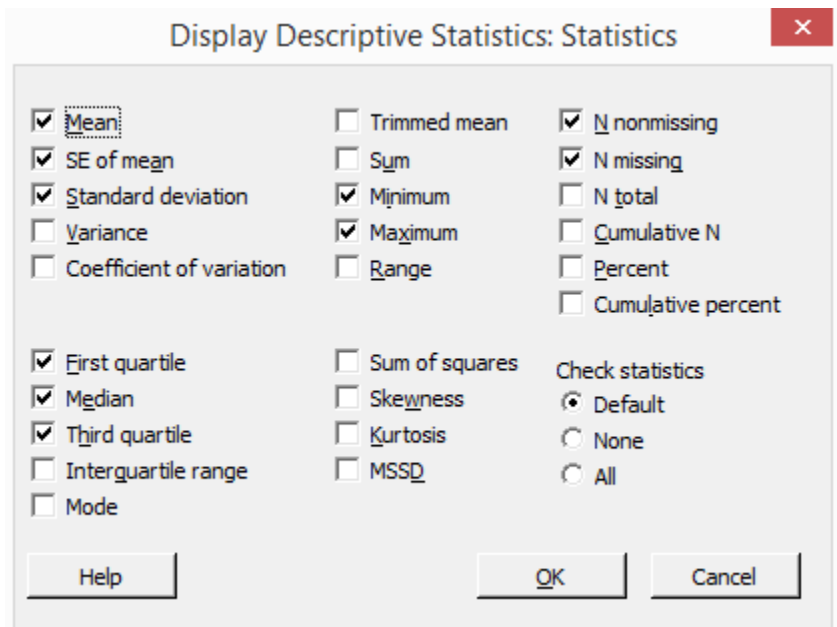 Display Descriptive Statistics: Statistics
Mean
SE of mean
Standard deviation
Variance
Coefficient of variation
Trimmed mean
Sum
Minimum
Maximum
Range
N nonmissing
N missing
N total
Cumulative N
Percent
Cumulative percent
First quartile
Median
Third quartile
Interquartile range
Mode
Sum of squares
Skewness
Kurtosis
MSSD
Check statistics
Default
None
All
Help
OK
Cancel